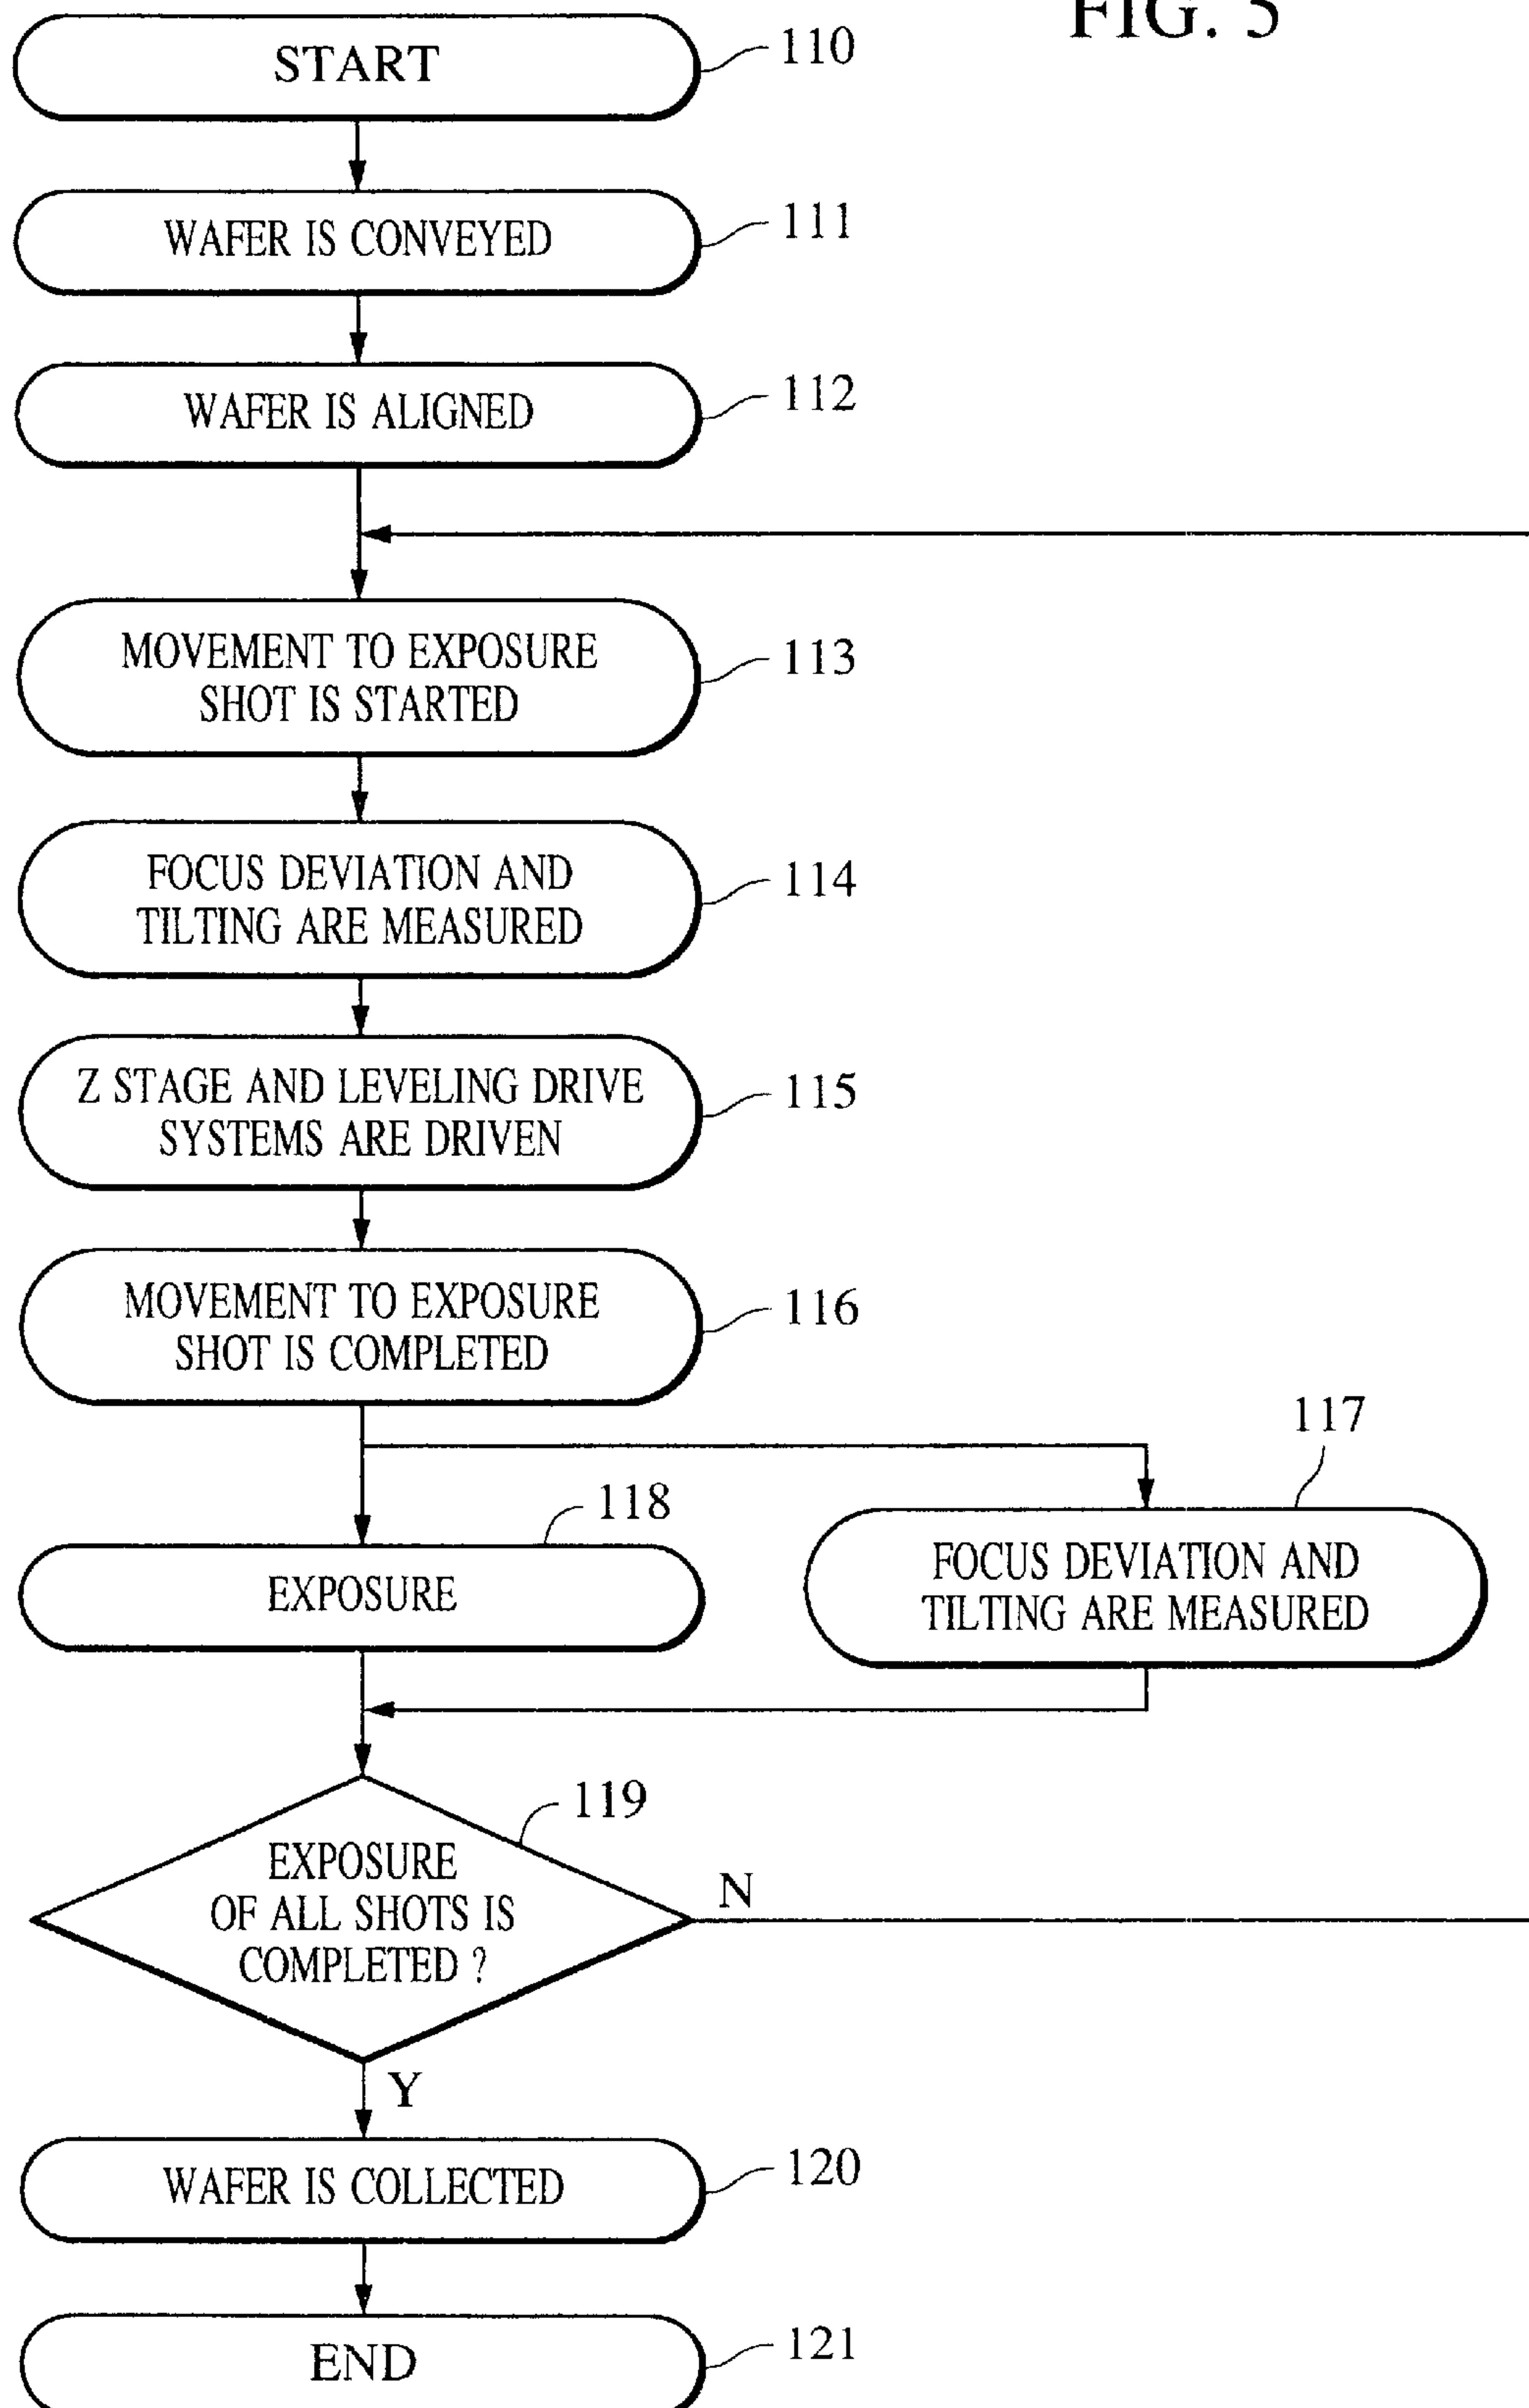 FIG. 5
START
110
WAFER IS CONVEYED
111
WAFER IS ALIGNED
112
MOVEMENT TO EXPOSURE
SHOT IS STARTED
113
FOCUS DEVIATION AND
TILTING ARE MEASURED
114
Z STAGE AND LEVELING DRIVE
SYSTEMS ARE DRIVEN
115
MOVEMENT TO EXPOSURE
SHOT IS COMPLETED
116
117
FOCUS DEVIATION AND
TILTING ARE MEASURED
118
EXPOSURE
119
EXPOSURE
OF ALL SHOTS IS
COMPLETED ?
N
Y
WAFER IS COLLECTED
120
END
121